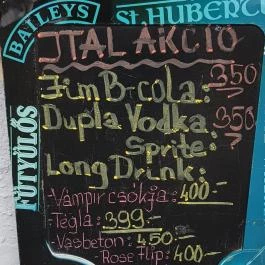 BAILEYS
St. HUBERTU
FÜTYÜLŐS
ITAL AKCIÓ
Jim B+cola: 350
Dupla Vodka 350
Sprite:
Long Drink:
-Vámpír csókja: 400-
-Tégla: 399-
-Vasbeton: 450-
-Rose flip: 400-